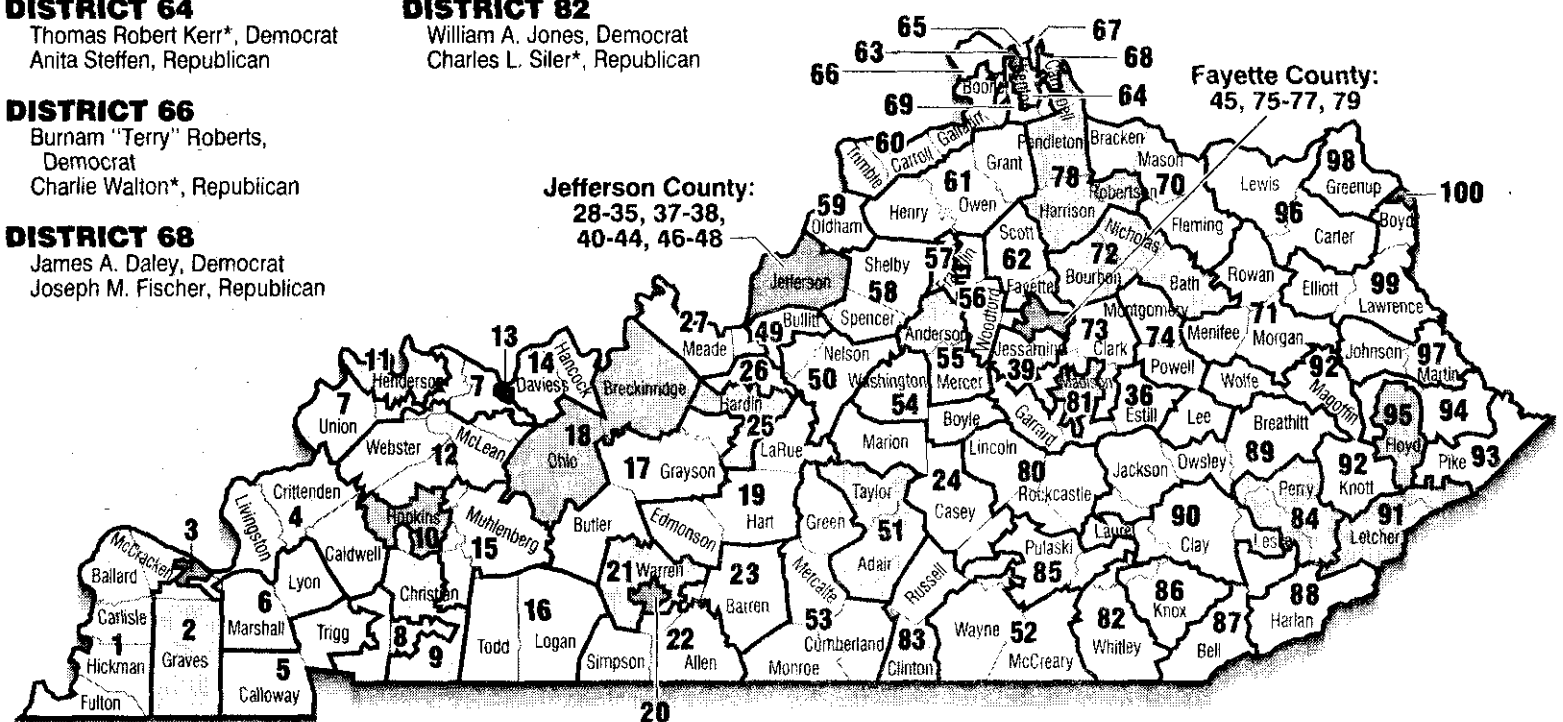 DISTRICT 64
Thomas Robert Kerr*, Democrat
Anita Steffen, Republican
DISTRICT 66
Burnam "Terry" Roberts,
Democrat
Charlie Walton*, Republican
DISTRICT 68
James A. Daley, Democrat
Joseph M. Fischer, Republican
DISTRICT 82
William A. Jones, Democrat
Charles L. Siler*, Republican
Jefferson County:
28-35, 37-38,
40-44, 46-48
Fayette County:
45, 75-77, 79
65
67
63
68
66
Boone
69
64
60
Trimble
Carroll
Gallatin
Grant
Pendleton
Bracken
Mason
98
Greenup
100
Lewis
61
78
Robertson
70
59
Oldham
Henry
Owen
Harrison
96
Boyd
Scott
Nicholas
Fleming
Carter
Shelby
57
62
72
Jefferson
58
56
Fayette
Bourbon
Bath
Rowan
Elliott
99
Lawrence
27
Meade
49
Bullitt
Spencer
Anderson
Woodford
Montgomery
73
Clark
74
Menifee
71
Morgan
13
14
Hancock
Daviess
11
Henderson
7
Breckinridge
26
Nelson
50
Washington
55
Mercer
Jessamine
39
Madison
81
Powell
Wolfe
92
Magoffin
Johnson
97
Martin
7
Union
Hardin
25
54
Boyle
Garrard
36
Estill
Lee
Breathitt
95
Floyd
94
Webster
McLean
12
18
Ohio
LaRue
Marion
Lincoln
80
Jackson
Owsley
89
92
Knott
Pike
93
17
Grayson
24
Rockcastle
Perry
Crittenden
4
Livingston
Hopkins
10
Muhlenberg
15
Butler
Edmonson
19
Hart
Green
Taylor
51
Casey
Laurel
90
Clay
84
91
Letcher
3
McCracken
Ballard
Caldwell
Lyon
Christian
21
Warren
23
Barren
Metcalfe
Adair
Russell
Pulaski
85
86
Knox
88
Harlan
Carlisle
1
Hickman
Fulton
2
Graves
6
Marshall
Trigg
8
9
16
Todd
Logan
22
Simpson
Allen
53
Cumberland
Monroe
83
Clinton
Wayne
52
McCreary
82
Whitley
87
Bell
5
Calloway
20